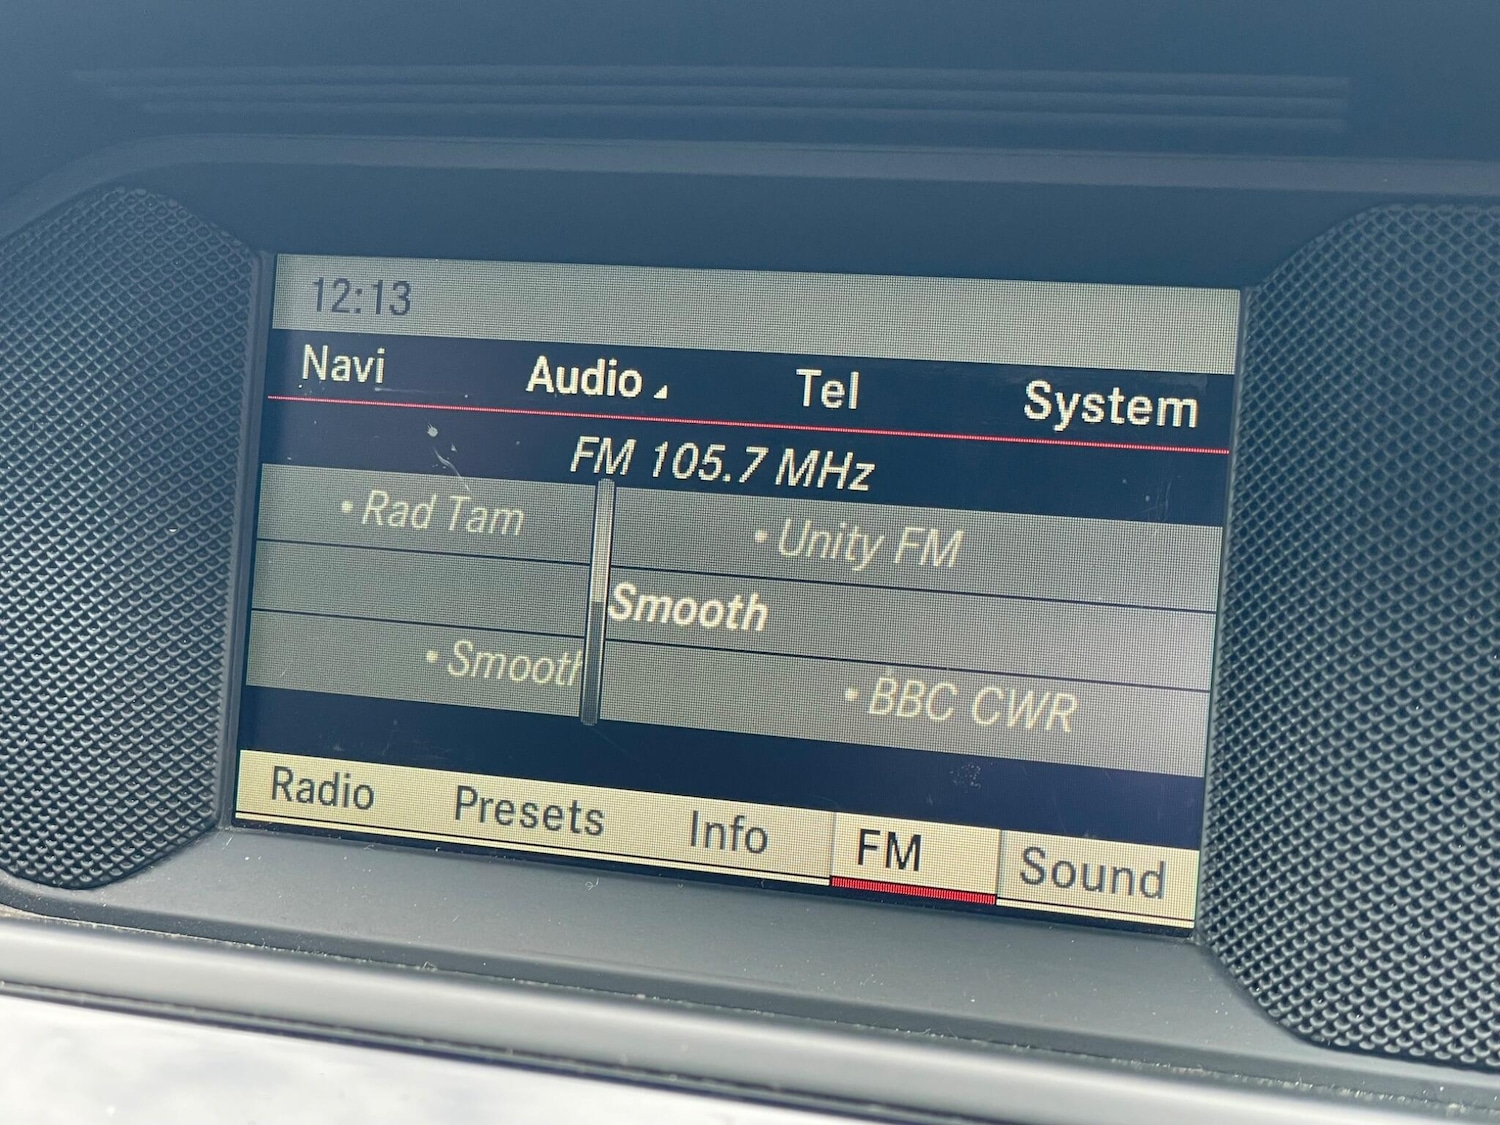 12:13
Navi Audio Tel System
FM 105.7 MHz
• Rad Tam • Unity FM
Smooth
• Smooth • BBC CWR
Radio Presets Info FM Sound